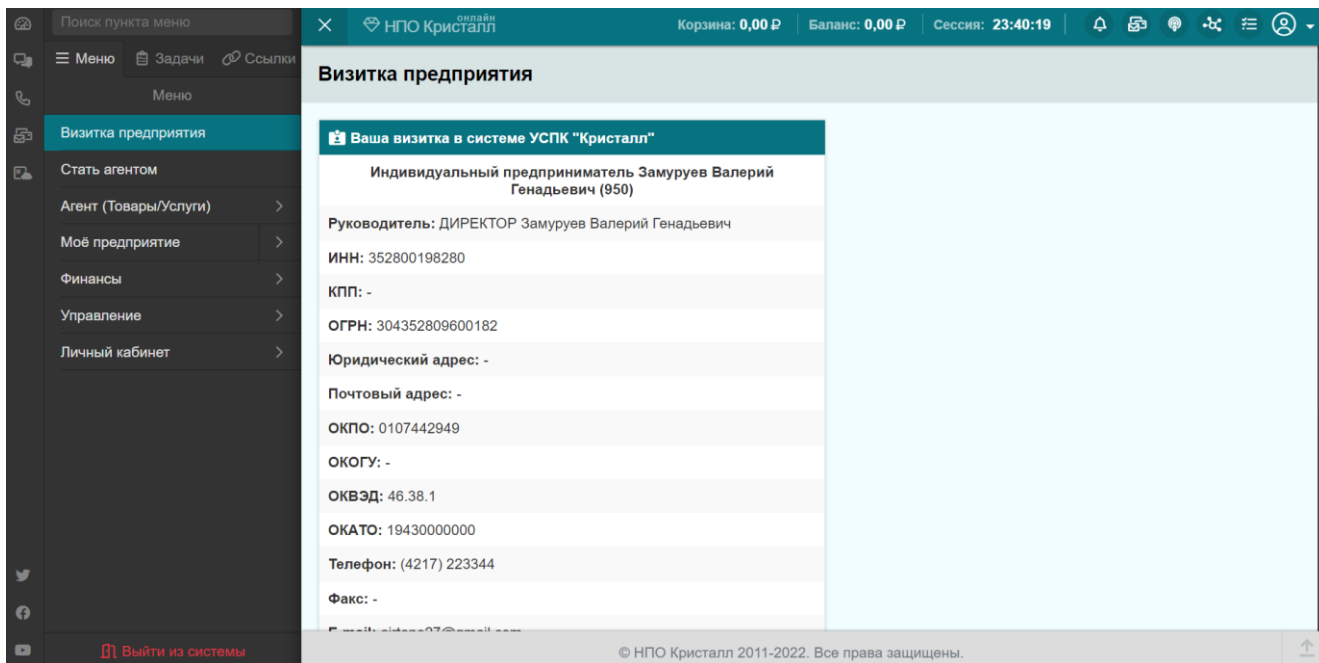 Поиск пункта меню
онлайн
НПО Кристалл
Корзина: 0,00 ₽
Баланс: 0,00 ₽
Сессия: 23:40:19
Меню
Задачи
Ссылки
Меню
Визитка предприятия
Стать агентом
Агент (Товары/Услуги)
Моё предприятие
Финансы
Управление
Личный кабинет
Выйти из системы
Визитка предприятия
Ваша визитка в системе УСПК "Кристалл"
Индивидуальный предприниматель Замуруев Валерий
Генадьевич (950)
Руководитель: ДИРЕКТОР Замуруев Валерий Генадьевич
ИНН: 352800198280
КПП: -
ОГРН: 304352809600182
Юридический адрес: -
Почтовый адрес: -
ОКПО: 0107442949
ОКОГУ: -
ОКВЭД: 46.38.1
ОКАТО: 19430000000
Телефон: (4217) 223344
Факс: -
© НПО Кристалл 2011-2022. Все права защищены.